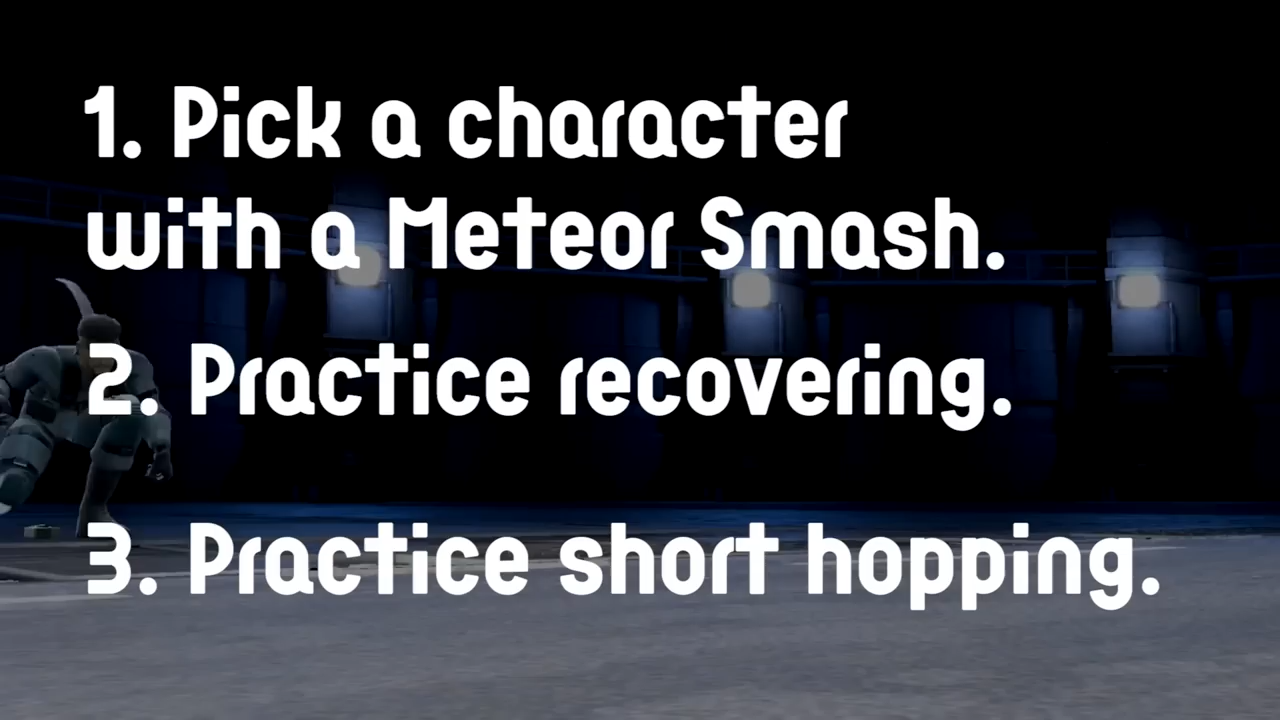 1. Pick a character
with a Meteor Smash.
2. Practice recovering.
3. Practice short hopping.